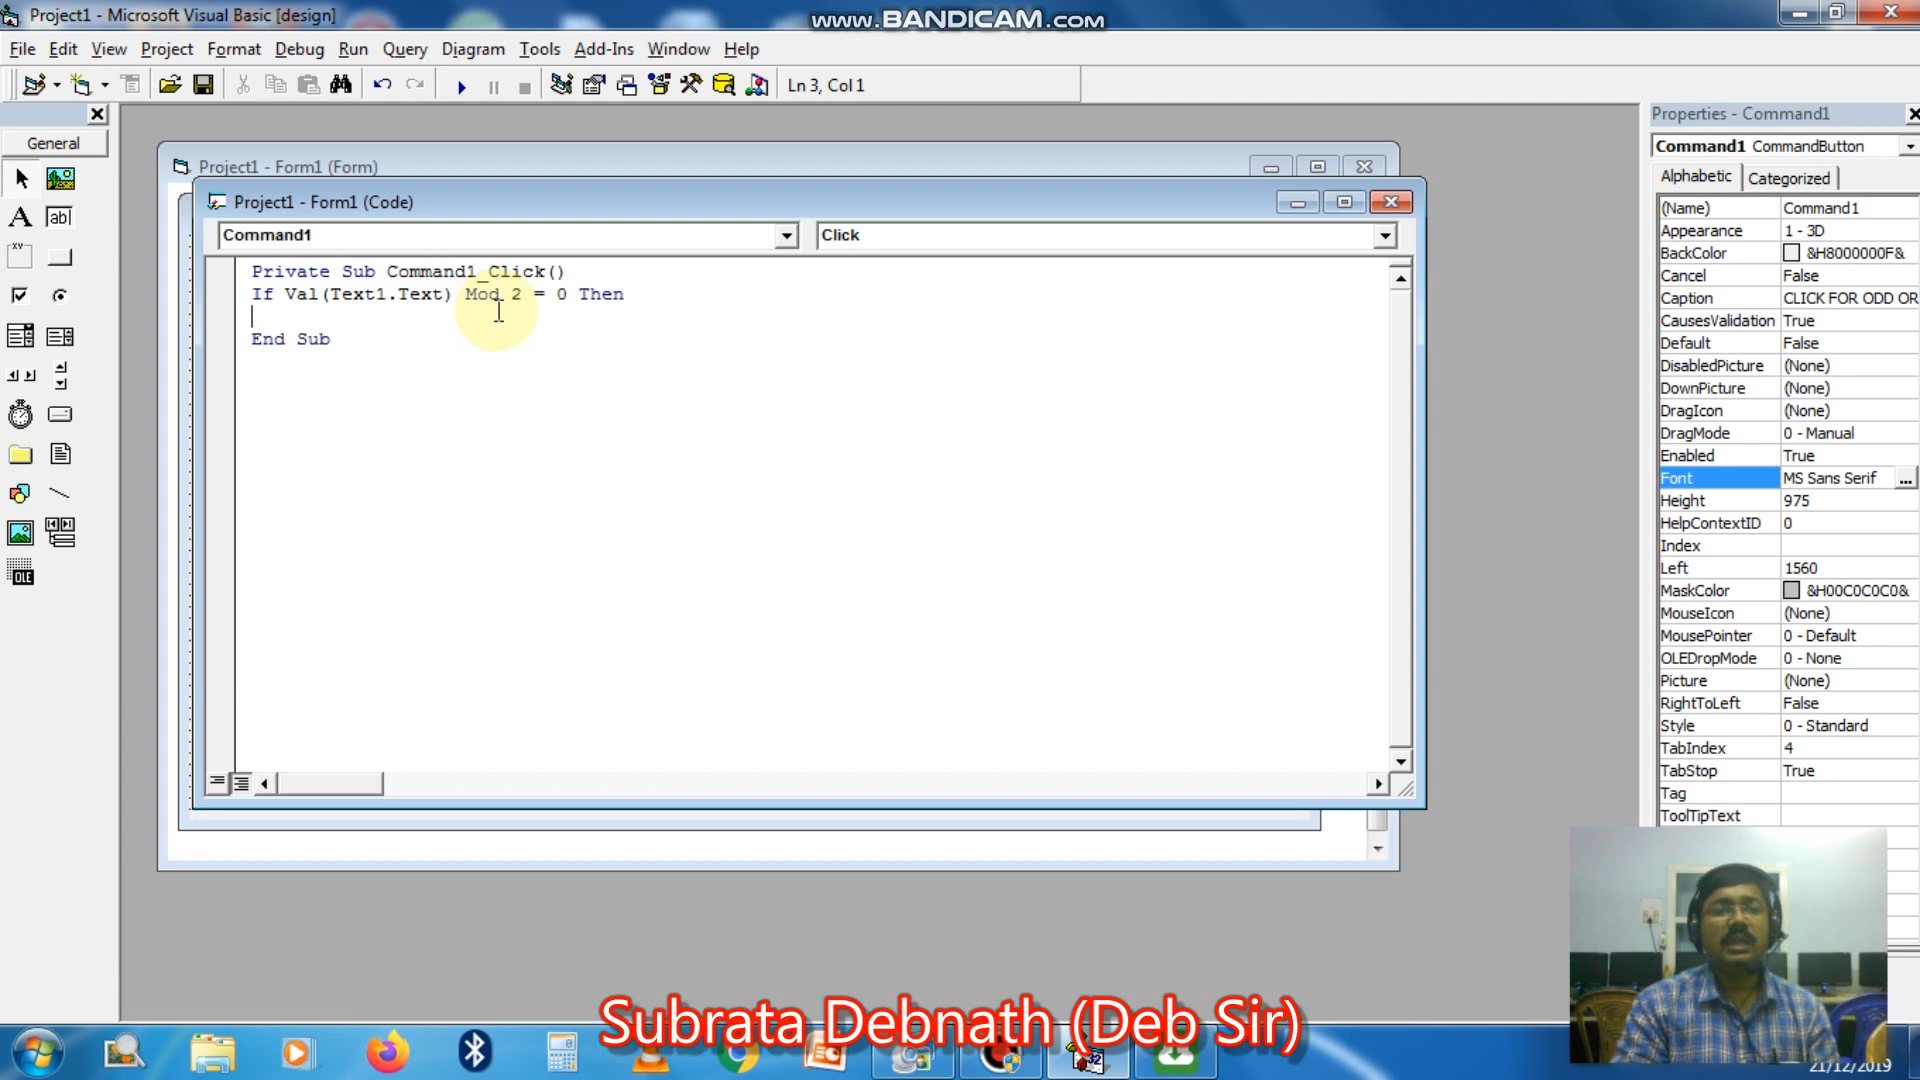 Project1 - Microsoft Visual Basic [design]
www.BANDICAM.com
File Edit View Project Format Debug Run Query Diagram Tools Add-Ins Window Help
Ln 3, Col 1
General
Project1 - Form1 (Form)
Project1 - Form1 (Code)
Command1
Click
Private Sub Command1_Click()
If Val(Text1.Text) Mod 2 = 0 Then
End Sub
A
ab|
XY
OLE
Properties - Command1
Command1 CommandButton
Alphabetic Categorized
(Name) Command1
Appearance 1 - 3D
BackColor &H8000000F&
Cancel False
Caption CLICK FOR ODD OR
CausesValidation True
Default False
DisabledPicture (None)
DownPicture (None)
DragIcon (None)
DragMode 0 - Manual
Enabled True
Font MS Sans Serif ...
Height 975
HelpContextID 0
Index
Left 1560
MaskColor &H00C0C0C0&
MouseIcon (None)
MousePointer 0 - Default
OLEDropMode 0 - None
Picture (None)
RightToLeft False
Style 0 - Standard
TabIndex 4
TabStop True
Tag
ToolTipText
Subrata Debnath (Deb Sir)
21/12/2019